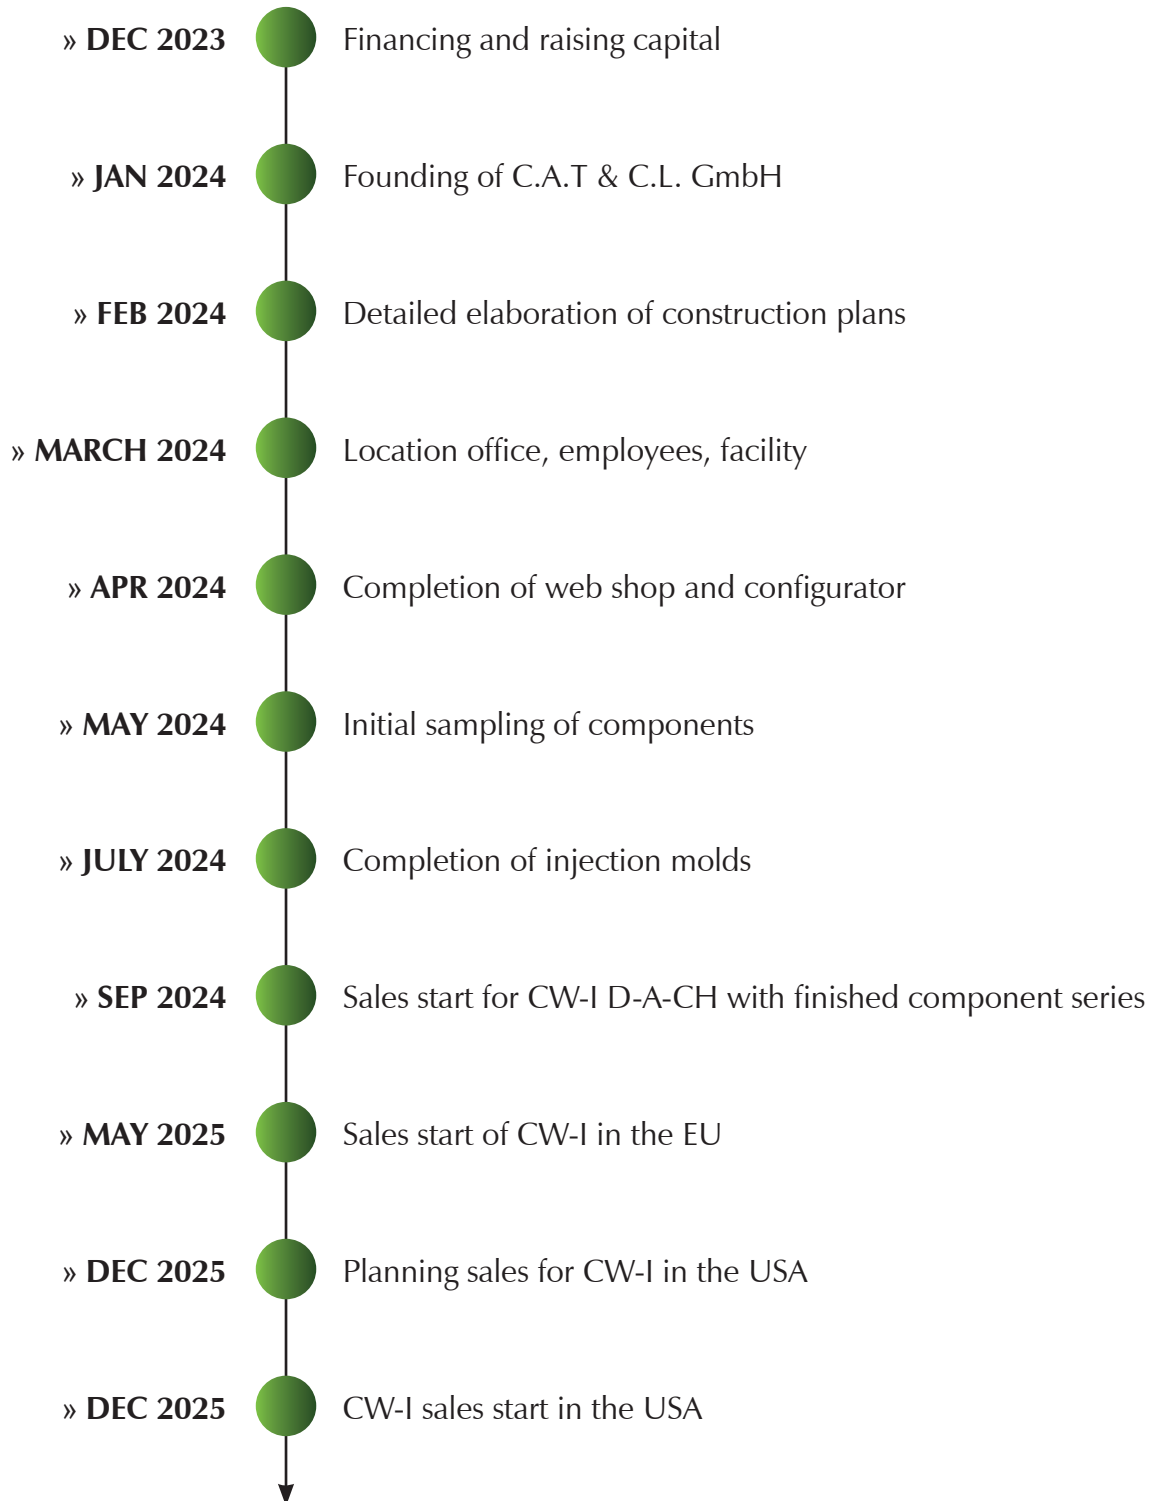 » DEC 2023 Financing and raising capital
» JAN 2024 Founding of C.A.T & C.L. GmbH
» FEB 2024 Detailed elaboration of construction plans
» MARCH 2024 Location office, employees, facility
» APR 2024 Completion of web shop and configurator
» MAY 2024 Initial sampling of components
» JULY 2024 Completion of injection molds
» SEP 2024 Sales start for CW-I D-A-CH with finished component series
» MAY 2025 Sales start of CW-I in the EU
» DEC 2025 Planning sales for CW-I in the USA
» DEC 2025 CW-I sales start in the USA